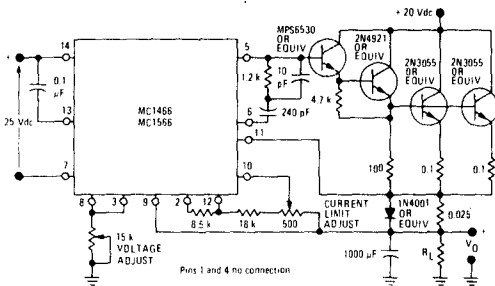 + 20 Vdc
MPS6530
OR
EQUIV
2N4921
OR
EQUIV
2N3055
OR
EQUIV
2N3055
OR
EQUIV
14
5
+
0.1
µF
1.2 k
10
pF
4.7 k
MC1466
MC1566
25 Vdc
13
6
240 pF
11
7
10
100
0.1
0.1
8
3
9
2
12
CURRENT
LIMIT
ADJUST
1N4001
OR
EQUIV
0.025
8.5 k
18 k
500
+
15 k
VOLTAGE
ADJUST
1000 µF
RL
VO
Pins 1 and 4 no connection